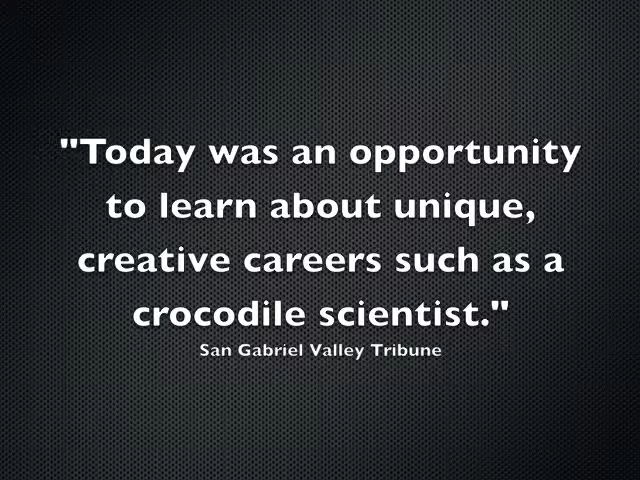 "Today was an opportunity
to learn about unique,
creative careers such as a
crocodile scientist."
San Gabriel Valley Tribune